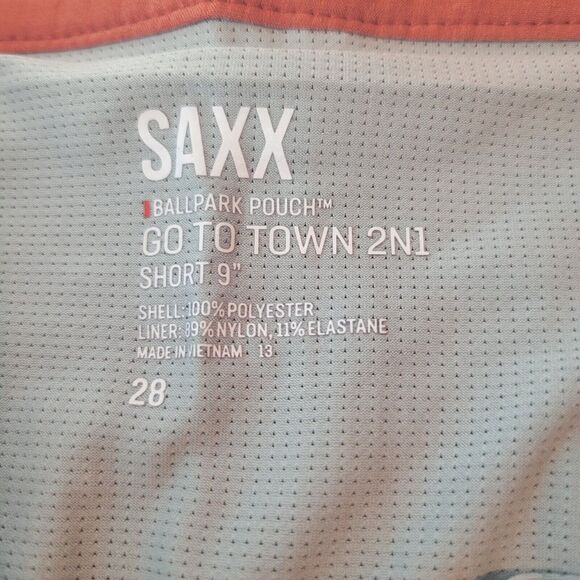 SAXX
BALLPARK POUCH™
GO TO TOWN 2N1
SHORT 9"
SHELL: 100% POLYESTER
LINER: 89% NYLON, 11% ELASTANE
MADE IN VIETNAM 13
28